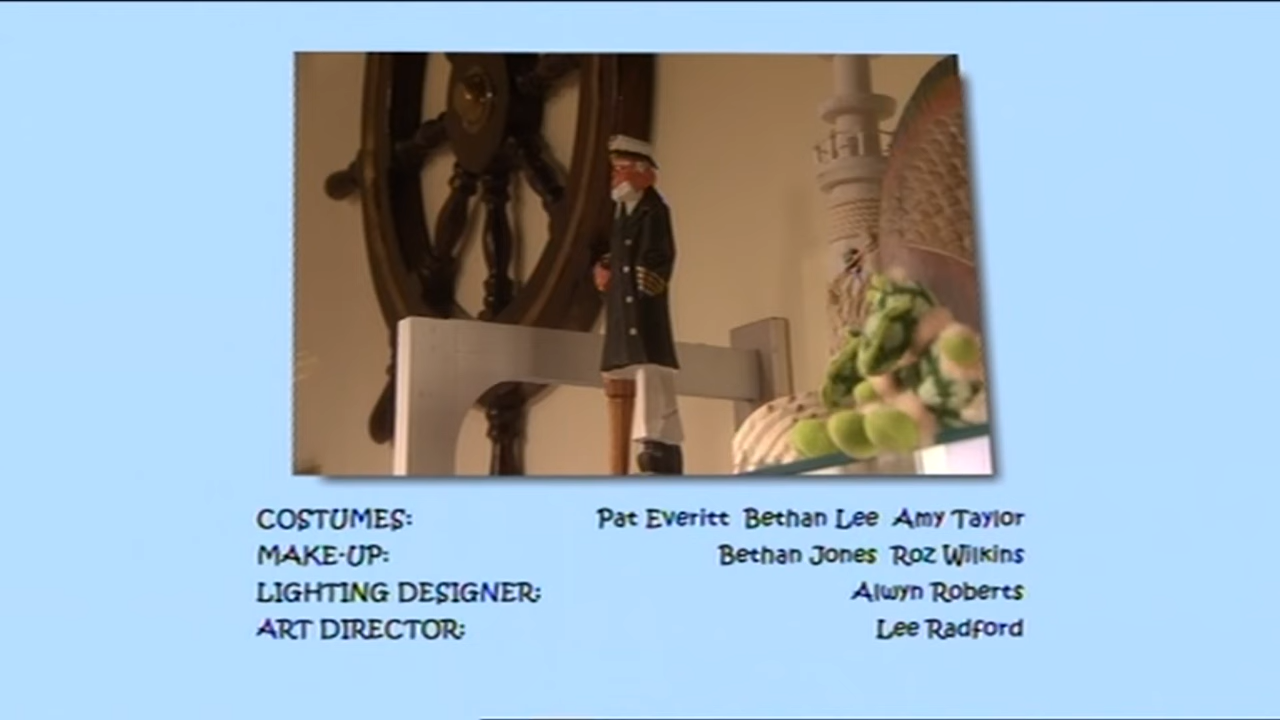 COSTUMES: Pat Everitt Bethan Lee Amy Taylor
MAKE-UP: Bethan Jones Roz Wilkins
LIGHTING DESIGNER: Alwyn Roberts
ART DIRECTOR: Lee Radford